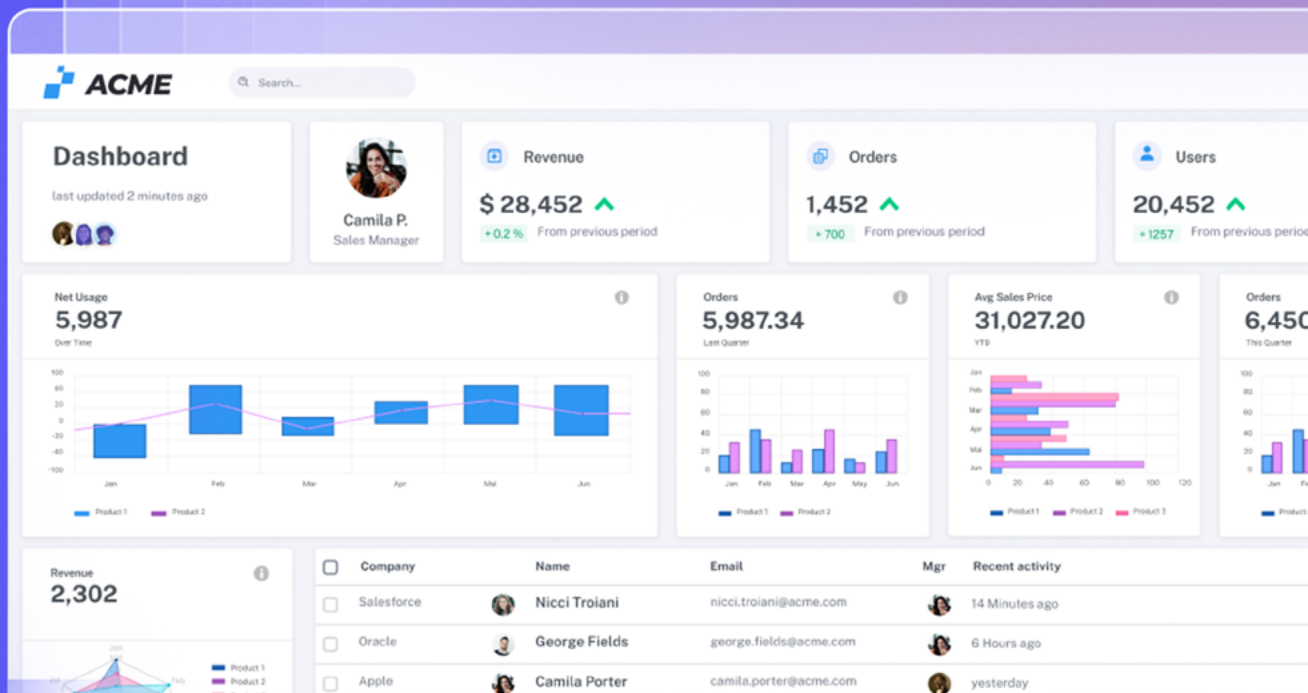 ACME
Search...
Dashboard
last updated 2 minutes ago
Camila P.
Sales Manager
Revenue
$ 28,452
+ 0.2 % From previous period
Orders
1,452
+ 700 From previous period
Users
20,452
+ 1257 From previous period
Net Usage
5,987
Over Time
100
60
20
0
-20
-60
-100
Jan Feb Mar Apr Mai Jun
Product 1 Product 2
Orders
5,987.34
Last Quarter
100
80
60
40
20
0
Jan Feb Mar Apr May Jun
Product 1 Product 2
Avg Sales Price
31,027.20
YTD
Jan
Feb
Mar
Apr
Mai
Jun
0 20 40 60 80 100 120
Product 1 Product 2 Product 3
Orders
6,450
This Quarter
100
80
60
40
20
0
Jan
Product
Revenue
2,302
Jan
Feb
Product 1
Product 2
Company Name Email Mgr Recent activity
Salesforce Nicci Troiani nicci.troiani@acme.com 14 Minutes ago
Oracle George Fields george.fields@acme.com 6 Hours ago
Apple Camila Porter camila.porter@acme.com yesterday